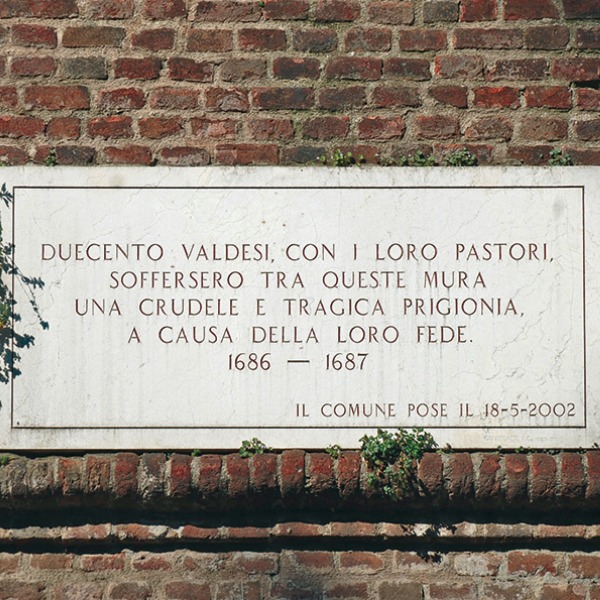 DUECENTO VALDESI, CON I LORO PASTORI,
SOFFERSERO TRA QUESTE MURA
UNA CRUDELE E TRAGICA PRIGIONIA,
A CAUSA DELLA LORO FEDE.
1686 — 1687
IL COMUNE POSE IL 18-5-2002